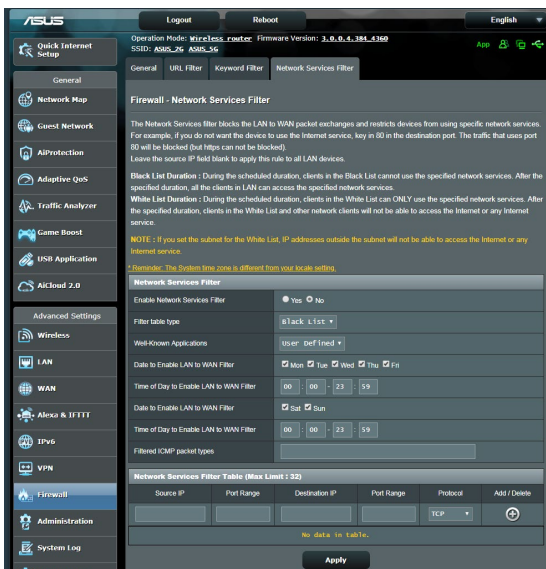 ASUS
Logout
Reboot
English
Operation Mode: Wireless router Firmware Version: 3.0.0.4.384_4360
SSID: ASUS_2G ASUS_5G
App
Quick Internet
Setup
General
Network Map
Guest Network
AiProtection
Adaptive QoS
Traffic Analyzer
Game Boost
USB Application
AiCloud 2.0
Advanced Settings
Wireless
LAN
WAN
Alexa & IFTTT
IPv6
VPN
Firewall
Administration
System Log
General
URL Filter
Keyword Filter
Network Services Filter
Firewall - Network Services Filter
The Network Services filter blocks the LAN to WAN packet exchanges and restricts devices from using specific network services.
For example, if you do not want the device to use the Internet service, key in 80 in the destination port. The traffic that uses port
80 will be blocked (but https can not be blocked).
Leave the source IP field blank to apply this rule to all LAN devices.
Black List Duration : During the scheduled duration, clients in the Black List cannot use the specified network services. After the
specified duration, all the clients in LAN can access the specified network services.
White List Duration : During the scheduled duration, clients in the White List can ONLY use the specified network services. After
the specified duration, clients in the White List and other network clients will not be able to access the Internet or any Internet
service.
NOTE : If you set the subnet for the White List, IP addresses outside the subnet will not be able to access the Internet or any
Internet service.
* Reminder: The System time zone is different from your locale setting.
Network Services Filter
Enable Network Services Filter
Yes No
Filter table type
Black List
Well-Known Applications
User Defined
Date to Enable LAN to WAN Filter
Mon Tue Wed Thu Fri
Time of Day to Enable LAN to WAN Filter
00 : 00 - 23 : 59
Date to Enable LAN to WAN Filter
Sat Sun
Time of Day to Enable LAN to WAN Filter
00 : 00 - 23 : 59
Filtered ICMP packet types
Network Services Filter Table (Max Limit : 32)
Source IP
Port Range
Destination IP
Port Range
Protocol
Add / Delete
TCP
No data in table.
Apply